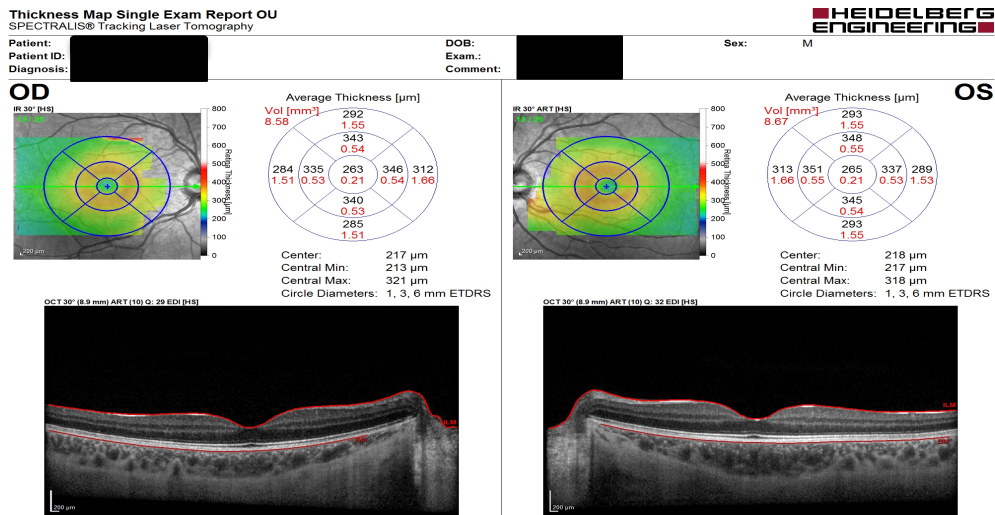 Thickness Map Single Exam Report OU
SPECTRALIS® Tracking Laser Tomography
HEIDELBERG
ENGINEERING
Patient:
Patient ID:
Diagnosis:
DOB:
Exam.:
Comment:
Sex: M
OD
IR 30° [HS]
800
700
600
500
400
300
200
100
0
Retina Thickness [µm]
200 µm
Average Thickness [µm]
Vol [mm³]
8.58
292
1.55
343
0.54
284 335 263 346 312
1.51 0.53 0.21 0.54 1.66
340
0.53
285
1.51
Center: 217 µm
Central Min: 213 µm
Central Max: 321 µm
Circle Diameters: 1, 3, 6 mm ETDRS
OCT 30° (8.9 mm) ART (10) Q: 29 EDI [HS]
ILM
200 µm
OS
IR 30° ART [HS]
800
700
600
500
400
300
200
100
0
Retina Thickness [µm]
200 µm
Average Thickness [µm]
Vol [mm³]
8.67
293
1.55
348
0.55
313 351 265 337 289
1.66 0.55 0.21 0.53 1.53
345
0.54
293
1.55
Center: 218 µm
Central Min: 217 µm
Central Max: 318 µm
Circle Diameters: 1, 3, 6 mm ETDRS
OCT 30° (8.9 mm) ART (10) Q: 32 EDI [HS]
ILM
BM
200 µm